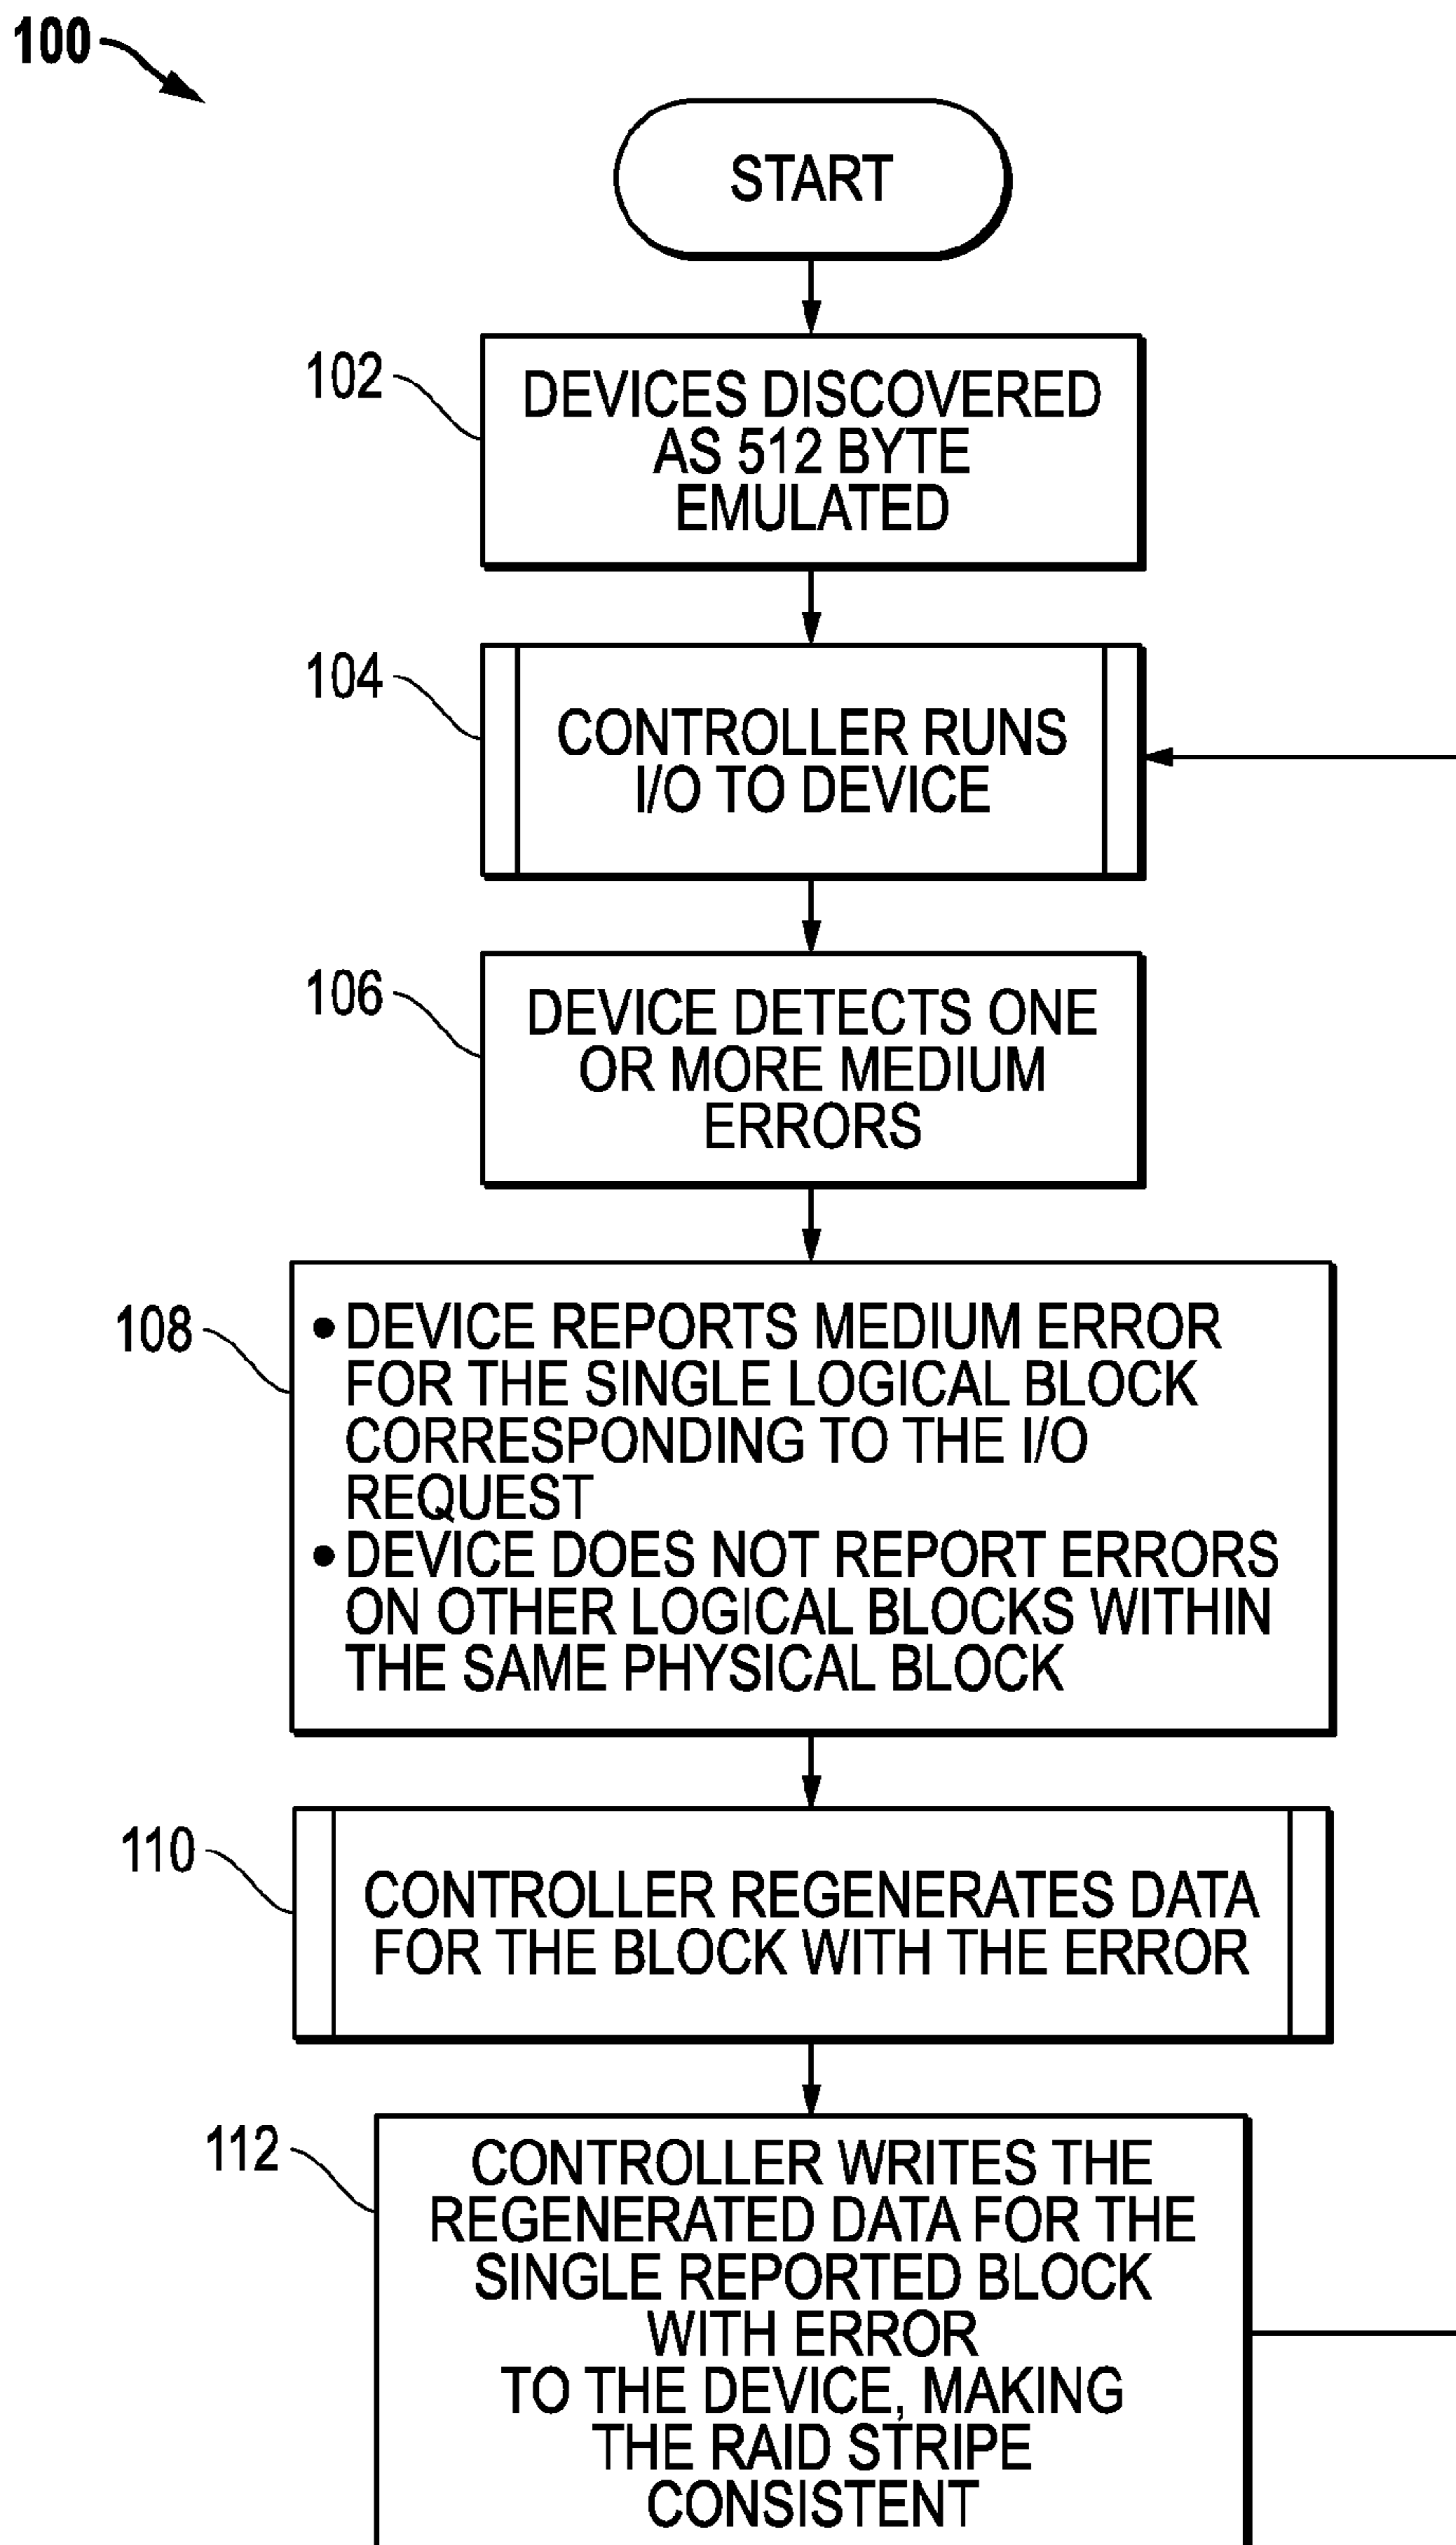 100
START
102
DEVICES DISCOVERED
AS 512 BYTE
EMULATED
104
CONTROLLER RUNS
I/O TO DEVICE
106
DEVICE DETECTS ONE
OR MORE MEDIUM
ERRORS
108
• DEVICE REPORTS MEDIUM ERROR
FOR THE SINGLE LOGICAL BLOCK
CORRESPONDING TO THE I/O
REQUEST
• DEVICE DOES NOT REPORT ERRORS
ON OTHER LOGICAL BLOCKS WITHIN
THE SAME PHYSICAL BLOCK
110
CONTROLLER REGENERATES DATA
FOR THE BLOCK WITH THE ERROR
112
CONTROLLER WRITES THE
REGENERATED DATA FOR THE
SINGLE REPORTED BLOCK
WITH ERROR
TO THE DEVICE, MAKING
THE RAID STRIPE
CONSISTENT